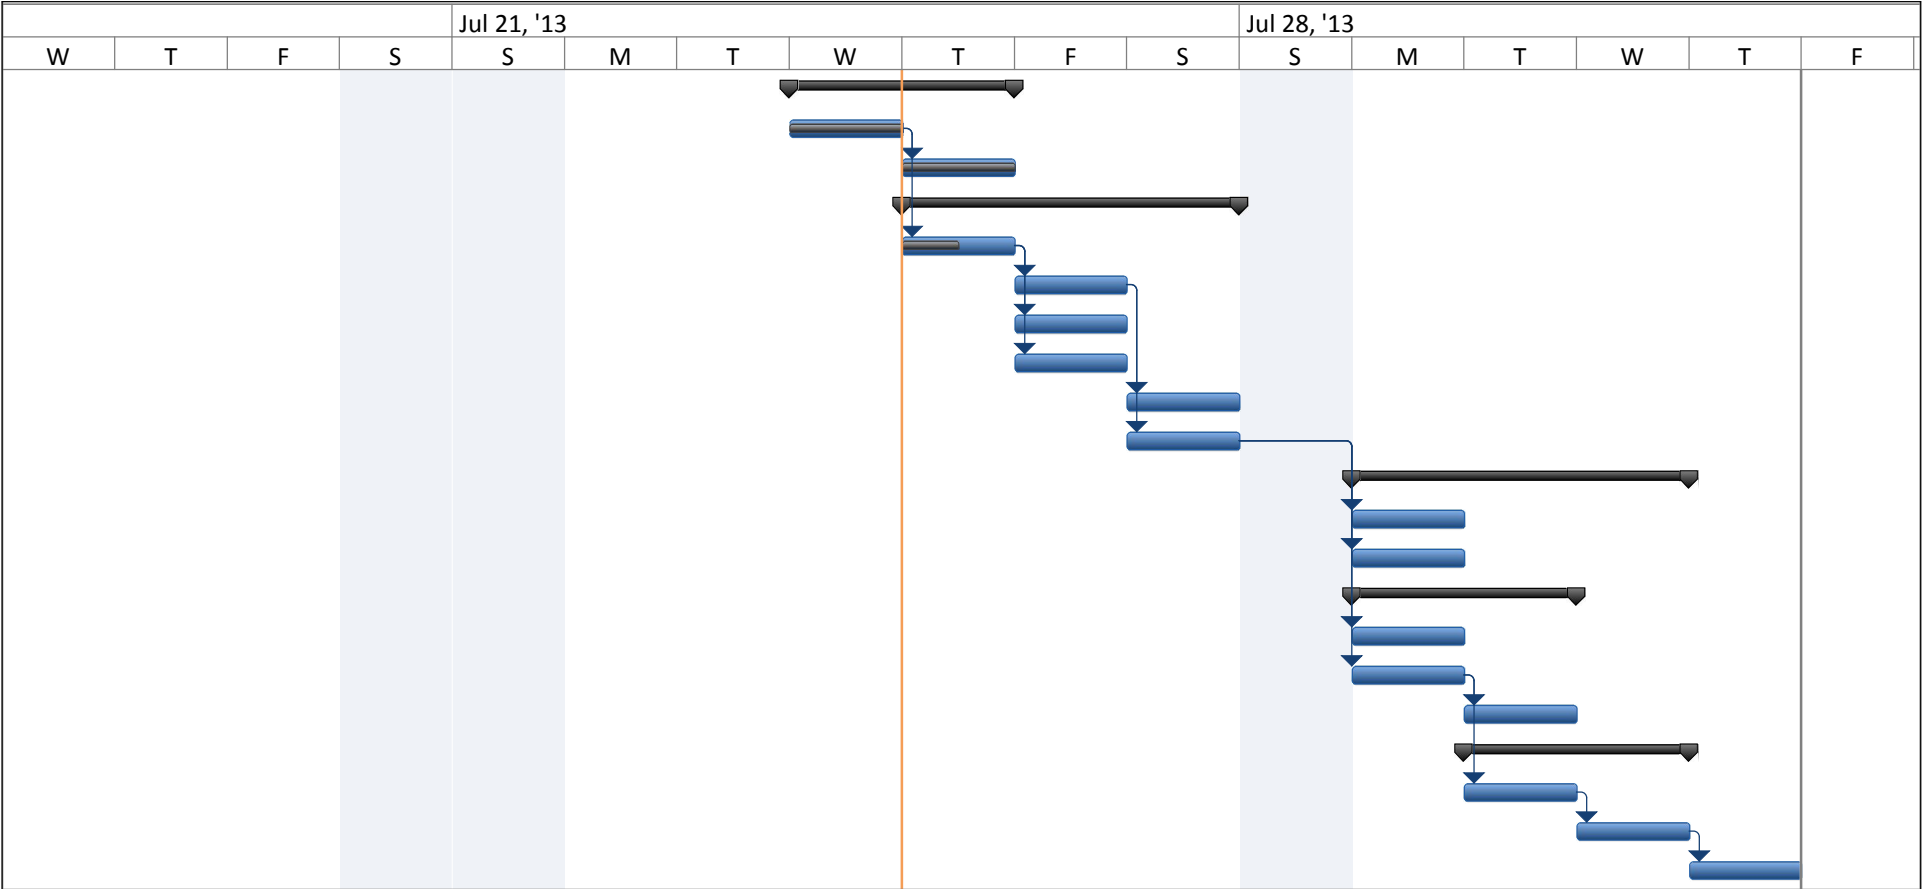 Jul 21, '13 Jul 28, '13
W T F S S M T W T F S S M T W T F